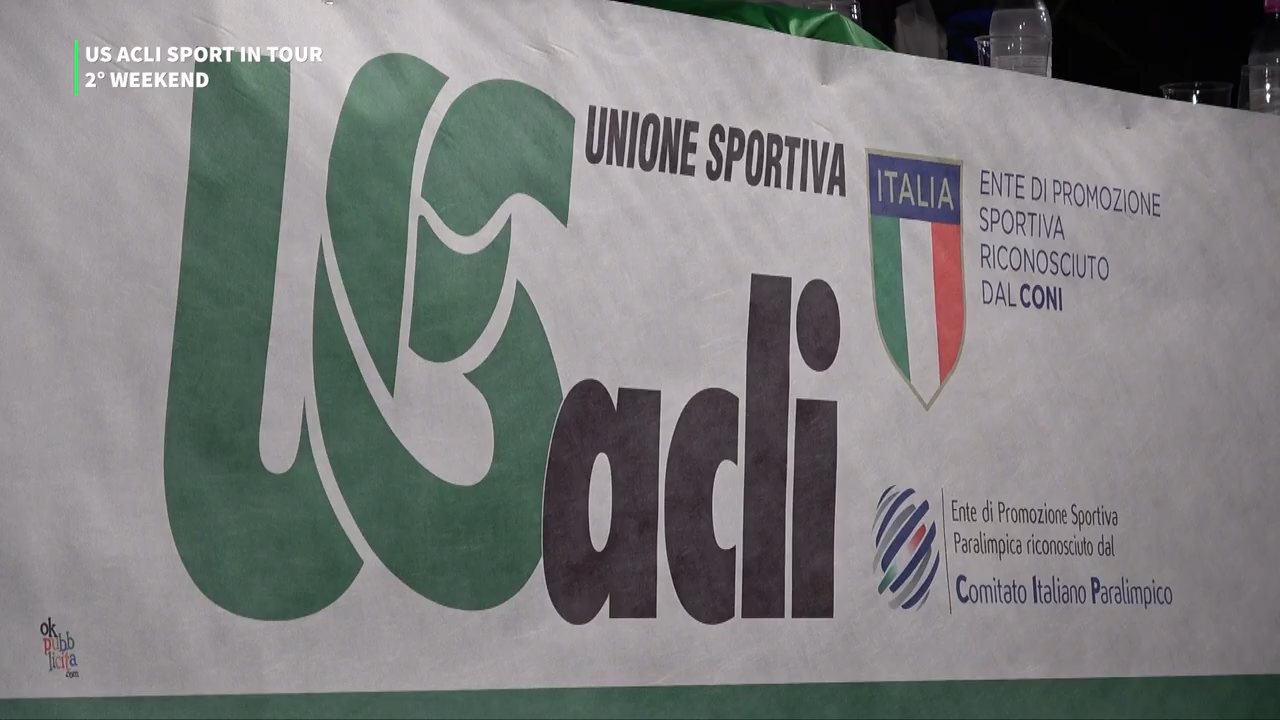 US ACLI SPORT IN TOUR
2° WEEKEND
US
UNIONE SPORTIVA
acli
ITALIA
ENTE DI PROMOZIONE
SPORTIVA
RICONOSCIUTO
DAL CONI
Ente di Promozione Sportiva
Paralimpica riconosciuto dal
Comitato Italiano Paralimpico
ok
pubb
licita
.com